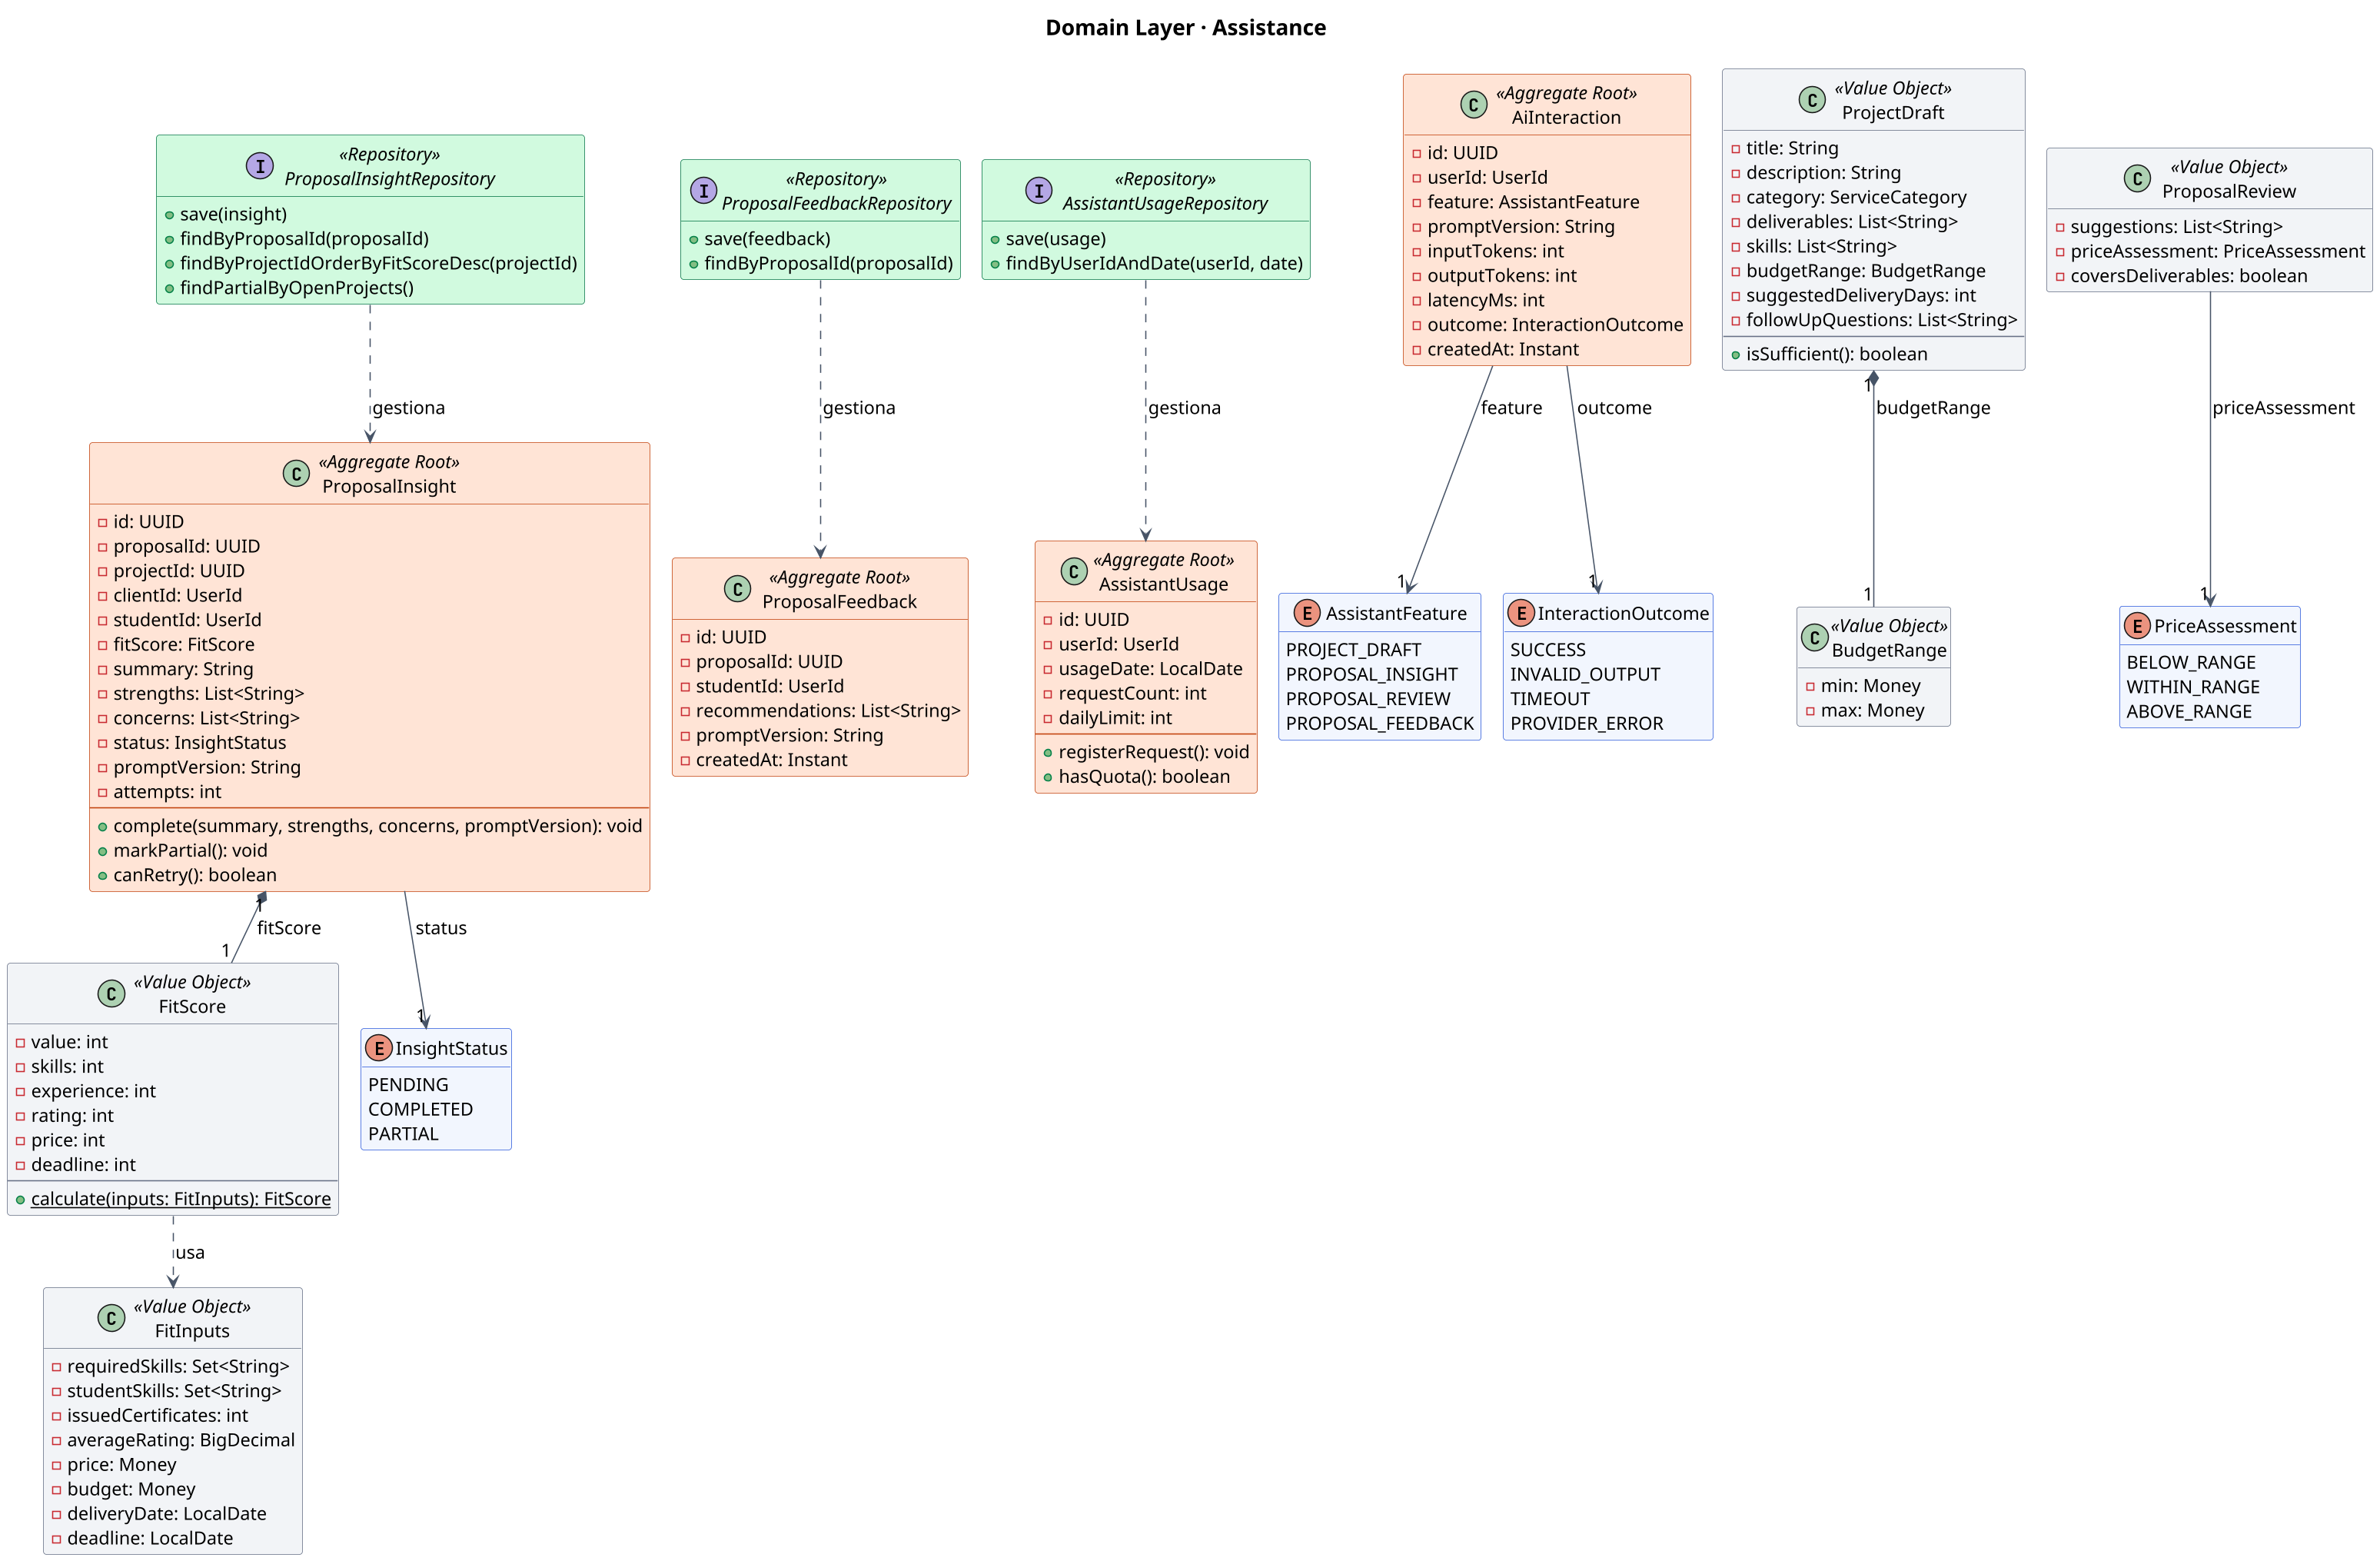 Domain Layer · Assistance
«Repository»
ProposalInsightRepository
save(insight)
findByProposalId(proposalId)
findByProjectIdOrderByFitScoreDesc(projectId)
findPartialByOpenProjects()
«Repository»
ProposalFeedbackRepository
save(feedback)
findByProposalId(proposalId)
«Repository»
AssistantUsageRepository
save(usage)
findByUserIdAndDate(userId, date)
«Aggregate Root»
AiInteraction
id: UUID
userId: UserId
feature: AssistantFeature
promptVersion: String
inputTokens: int
outputTokens: int
latencyMs: int
outcome: InteractionOutcome
createdAt: Instant
«Value Object»
ProjectDraft
title: String
description: String
category: ServiceCategory
deliverables: List<String>
skills: List<String>
budgetRange: BudgetRange
suggestedDeliveryDays: int
followUpQuestions: List<String>
isSufficient(): boolean
«Value Object»
ProposalReview
suggestions: List<String>
priceAssessment: PriceAssessment
coversDeliverables: boolean
gestiona
gestiona
gestiona
feature
outcome
1
budgetRange
priceAssessment
1
1
1
1
«Aggregate Root»
ProposalInsight
id: UUID
proposalId: UUID
projectId: UUID
clientId: UserId
studentId: UserId
fitScore: FitScore
summary: String
strengths: List<String>
concerns: List<String>
status: InsightStatus
promptVersion: String
attempts: int
complete(summary, strengths, concerns, promptVersion): void
markPartial(): void
canRetry(): boolean
«Aggregate Root»
ProposalFeedback
id: UUID
proposalId: UUID
studentId: UserId
recommendations: List<String>
promptVersion: String
createdAt: Instant
«Aggregate Root»
AssistantUsage
id: UUID
userId: UserId
usageDate: LocalDate
requestCount: int
dailyLimit: int
registerRequest(): void
hasQuota(): boolean
AssistantFeature
PROJECT_DRAFT
PROPOSAL_INSIGHT
PROPOSAL_REVIEW
PROPOSAL_FEEDBACK
InteractionOutcome
SUCCESS
INVALID_OUTPUT
TIMEOUT
PROVIDER_ERROR
«Value Object»
BudgetRange
min: Money
max: Money
PriceAssessment
BELOW_RANGE
WITHIN_RANGE
ABOVE_RANGE
1
fitScore
1
status
1
«Value Object»
FitScore
value: int
skills: int
experience: int
rating: int
price: int
deadline: int
calculate(inputs: FitInputs): FitScore
InsightStatus
PENDING
COMPLETED
PARTIAL
usa
«Value Object»
FitInputs
requiredSkills: Set<String>
studentSkills: Set<String>
issuedCertificates: int
averageRating: BigDecimal
price: Money
budget: Money
deliveryDate: LocalDate
deadline: LocalDate